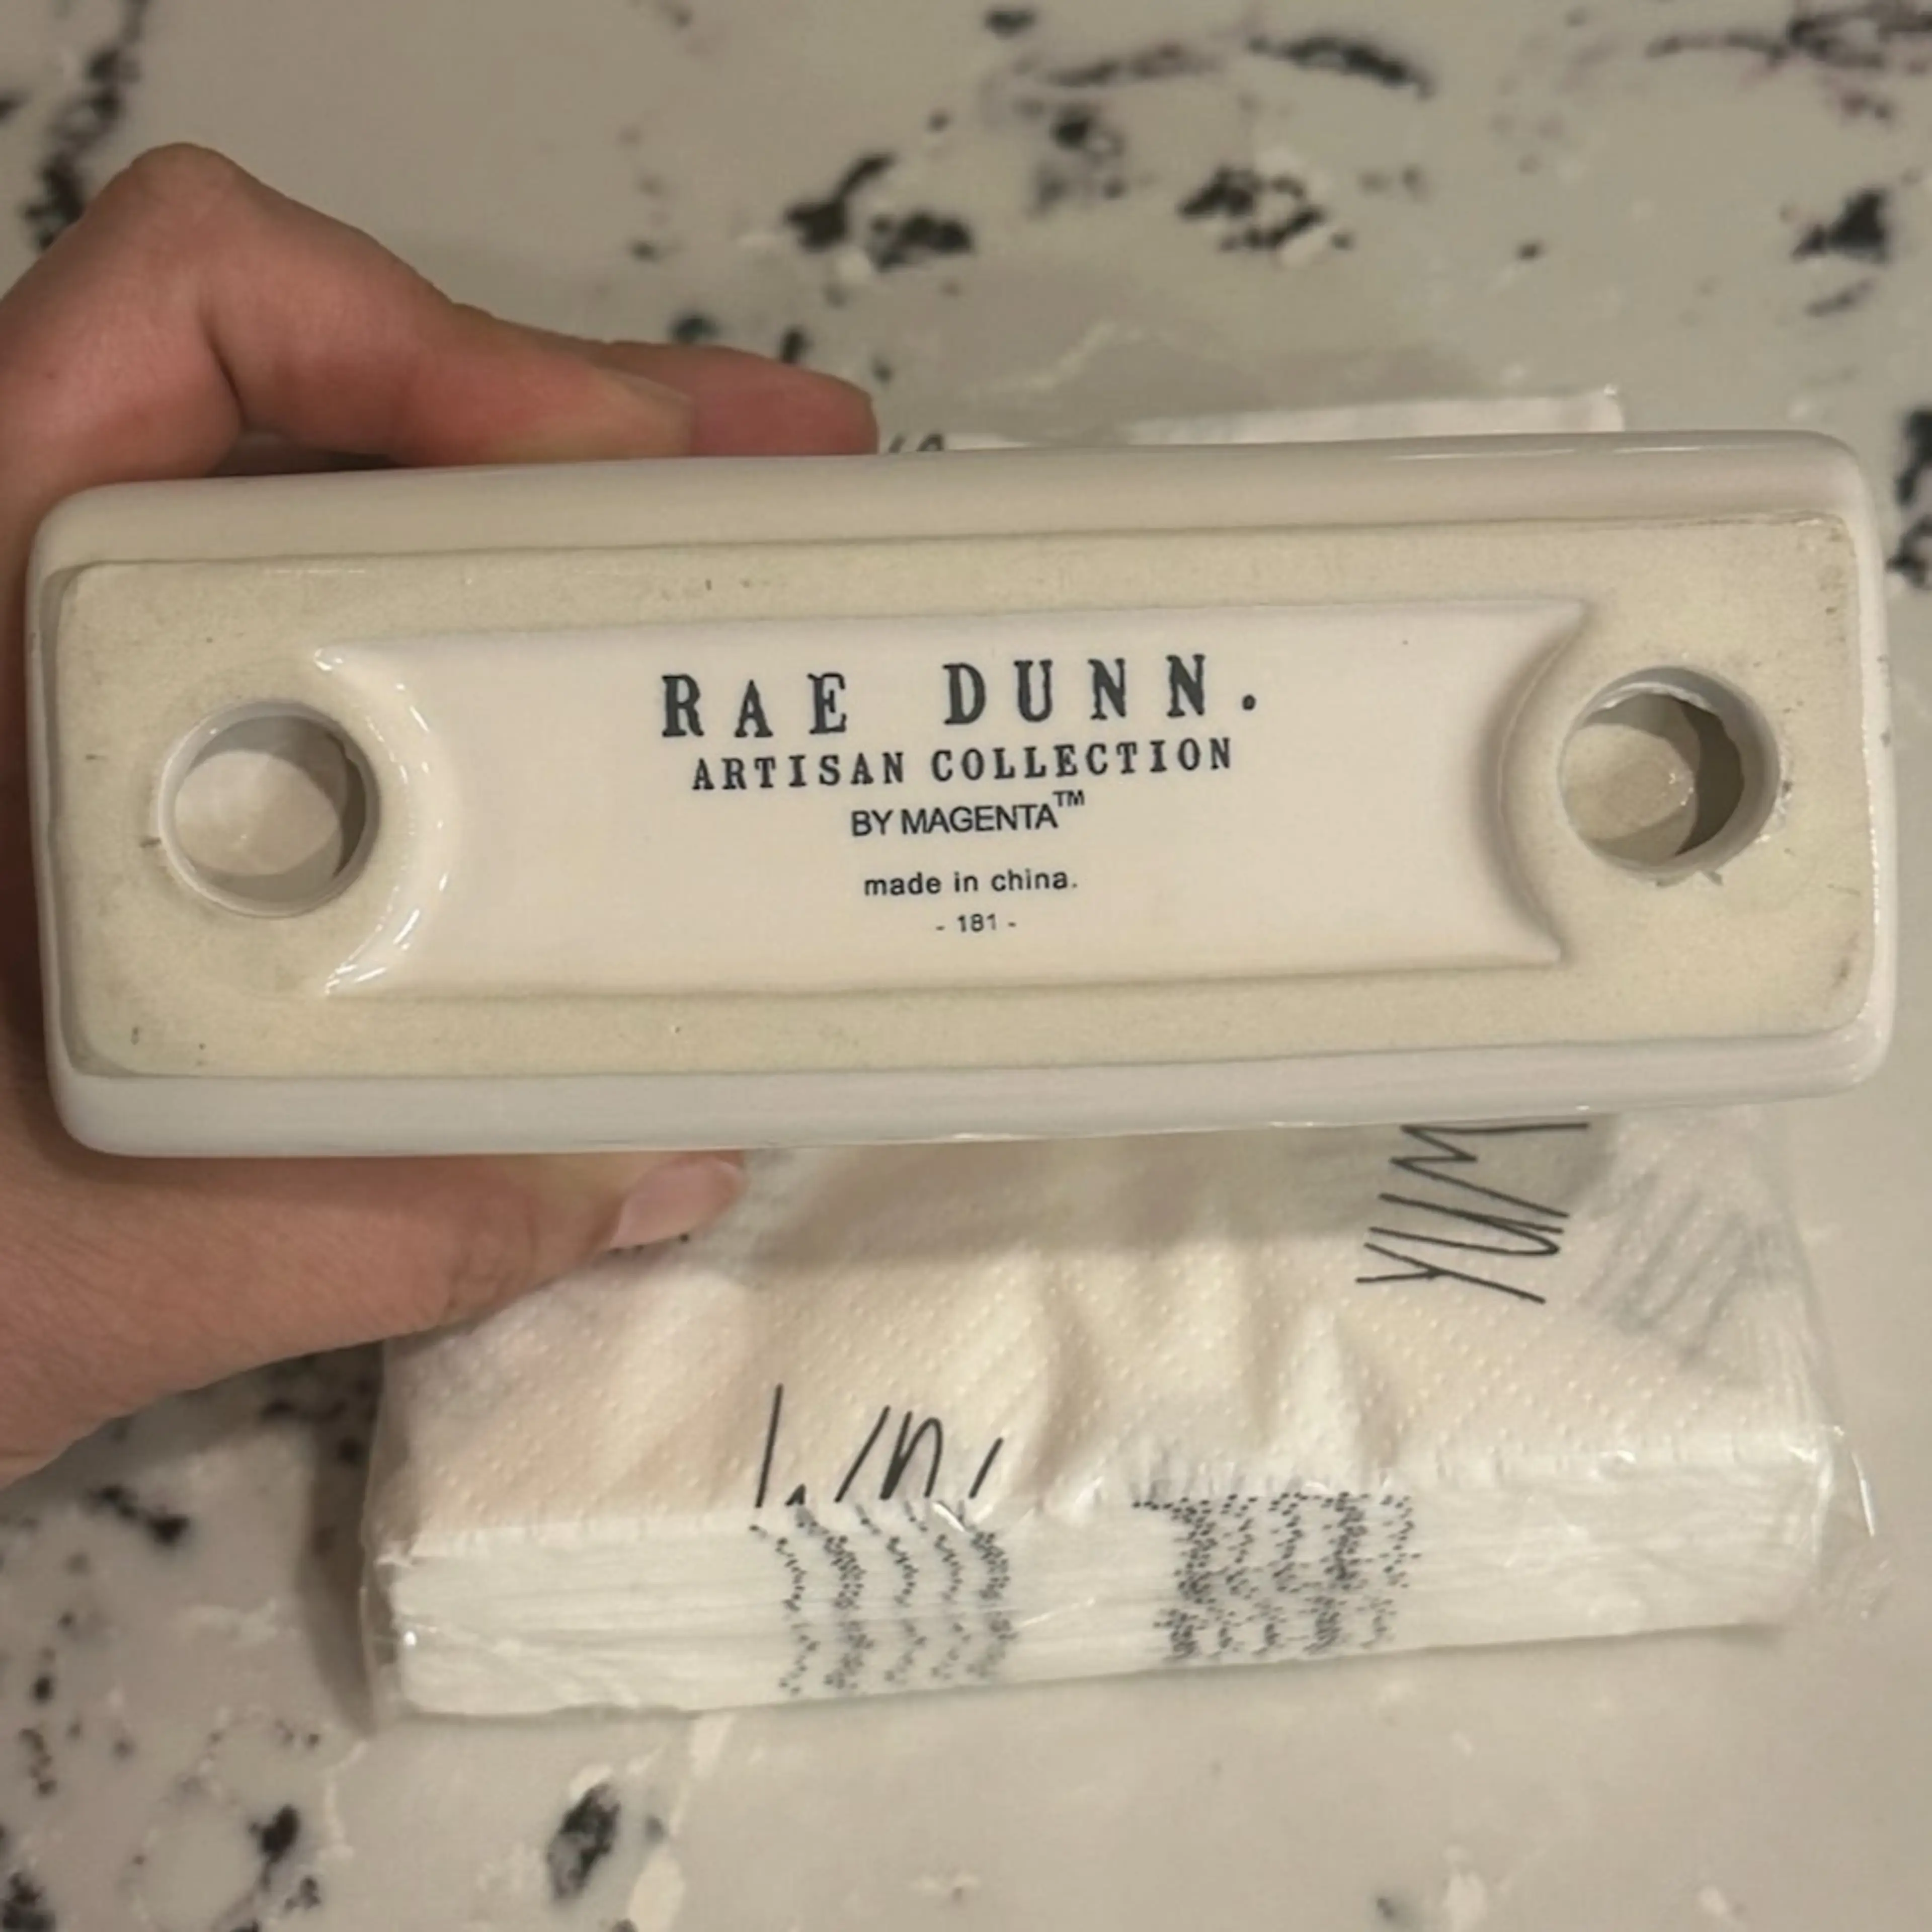 RAE DUNN.
ARTISAN COLLECTION
BY MAGENTA™
made in china.
- 181 -
YUM